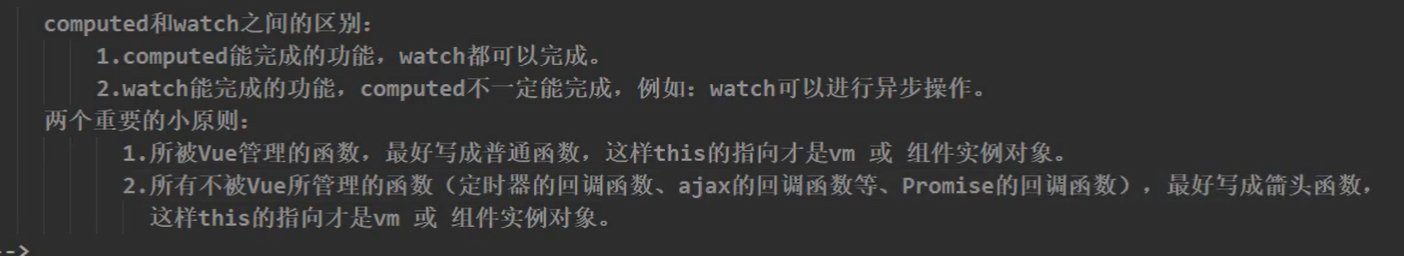 computed和watch之间的区别：
1.computed能完成的功能，watch都可以完成。
2.watch能完成的功能，computed不一定能完成，例如：watch可以进行异步操作。
两个重要的小原则：
1.所被Vue管理的函数，最好写成普通函数，这样this的指向才是vm 或 组件实例对象。
2.所有不被Vue所管理的函数（定时器的回调函数、ajax的回调函数等、Promise的回调函数），最好写成箭头函数，
这样this的指向才是vm 或 组件实例对象。
-->